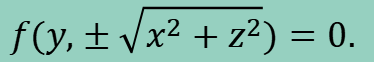 f(y, ± √(x² + z²)) = 0.